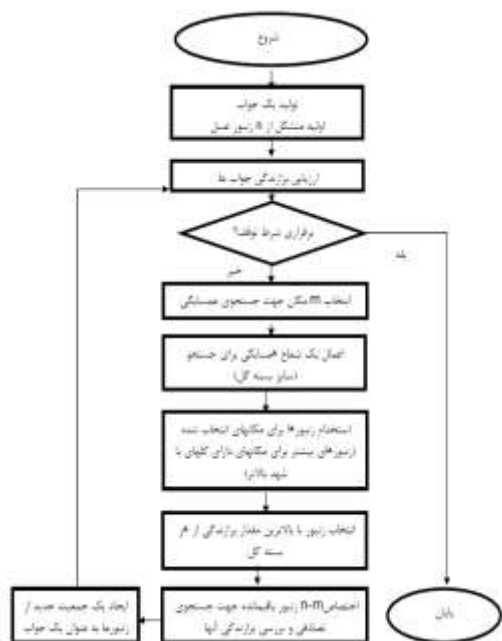 شروع
تولید یک جواب
اولیه متشکل از n زنبور عسل
ارزیابی برازندگی جواب ها
برقراری شرط توقف؟
بله
خیر
انتخاب m مکان جهت جستجوی همسایگی
اعمال یک شعاع همسایگی برای جستجو
(سایز بسته گل)
استخدام زنبورها برای مکانهای انتخاب شده
(زنبورهای بیشتر برای مکانهای دارای گلهای با
شهد بالاتر)
انتخاب زنبور با بالاترین مقدار برازندگی از هر
بسته گل
اختصاص n-m زنبور باقیمانده جهت جستجوی
تصادفی و بررسی برازندگی آنها
ایجاد یک جمعیت جدید از
زنبورها به عنوان یک جواب
پایان